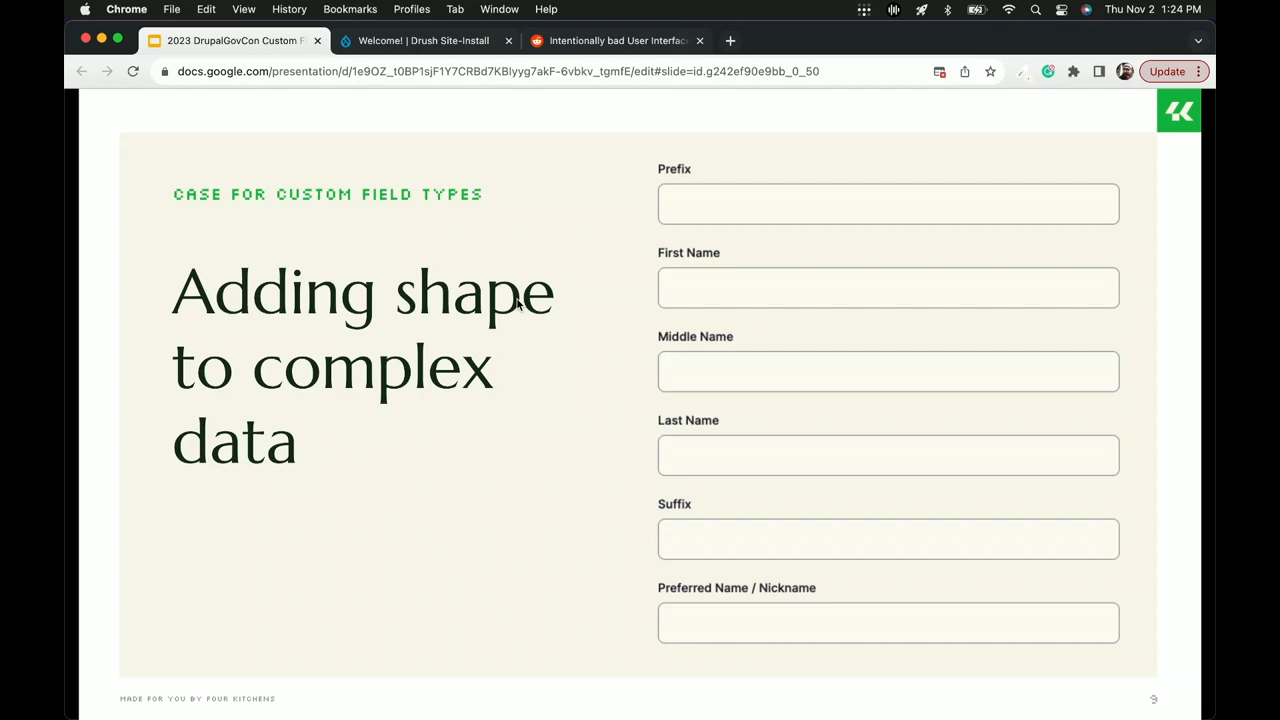 Chrome File Edit View History Bookmarks Profiles Tab Window Help Thu Nov 2 1:24 PM
2023 DrupalGovCon Custom F Welcome! | Drush Site-Install Intentionally bad User Interfac
docs.google.com/presentation/d/1e9OZ_t0BP1sjF1Y7CRBd7KBlyyg7akF-6vbkv_tgmfE/edit#slide=id.g242ef90e9bb_0_50 Update
CASE FOR CUSTOM FIELD TYPES
Adding shape
to complex
data
Prefix
First Name
Middle Name
Last Name
Suffix
Preferred Name / Nickname
MADE FOR YOU BY FOUR KITCHENS
9